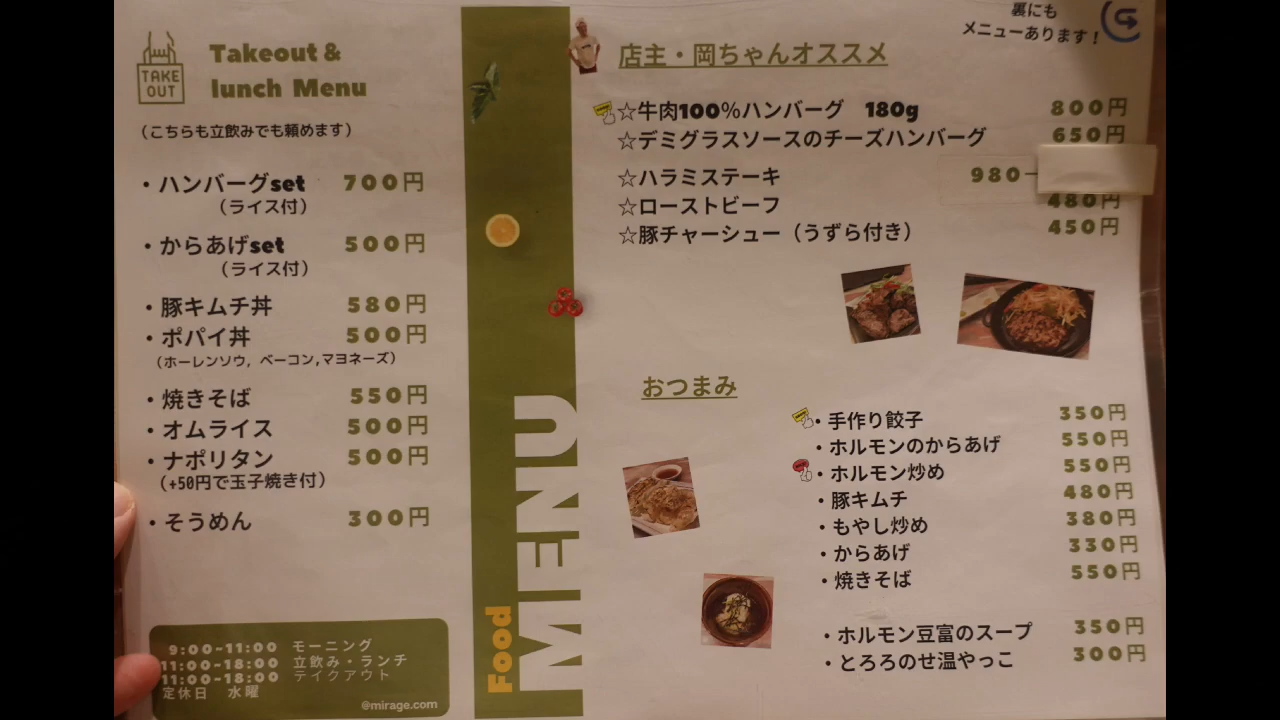 TAKE
OUT
Takeout &
lunch Menu
（こちらも立飲みでも頼めます）
・ハンバーグset 700円
（ライス付）
・からあげset 500円
（ライス付）
・豚キムチ丼 580円
・ポパイ丼 500円
（ホーレンソウ, ベーコン,マヨネーズ）
・焼きそば 550円
・オムライス 500円
・ナポリタン 500円
（+50円で玉子焼き付）
・そうめん 300円
9:00-11:00 モーニング
11:00-18:00 立飲み・ランチ
11:00-18:00 テイクアウト
定休日 水曜
@mirage.com
Food
MENU
裏にも
メニューあります！
店主・岡ちゃんオススメ
☆牛肉100%ハンバーグ 180g 800円
☆デミグラスソースのチーズハンバーグ 650円
☆ハラミステーキ 980-
☆ローストビーフ 480円
☆豚チャーシュー（うずら付き） 450円
おつまみ
・手作り餃子 350円
・ホルモンのからあげ 550円
・ホルモン炒め 550円
・豚キムチ 480円
・もやし炒め 380円
・からあげ 330円
・焼きそば 550円
・ホルモン豆富のスープ 350円
・とろろのせ温やっこ 300円